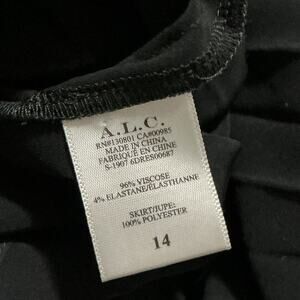 A.L.C.
RN#130801 CA#00985
MADE IN CHINA
FABRIQUÉ EN CHINE
S-1907 6DRES00687
96% VISCOSE
4% ELASTANE/ÉLASTHANNE
SKIRT/JUPE:
100% POLYESTER
14